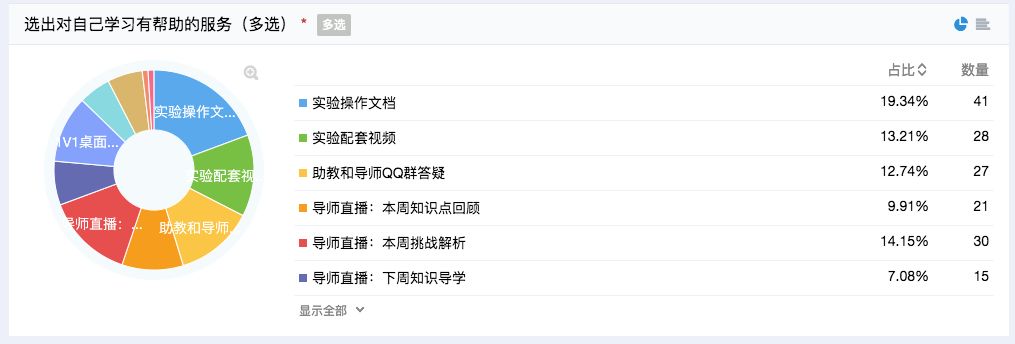 选出对自己学习有帮助的服务（多选） * 多选
占比 数量
实验操作文档 19.34% 41
实验配套视频 13.21% 28
助教和导师QQ群答疑 12.74% 27
导师直播：本周知识点回顾 9.91% 21
导师直播：本周挑战解析 14.15% 30
导师直播：下周知识导学 7.08% 15
显示全部
实验操作文...
实验配套视
助教和导师...
导师直播：...
1V1桌面...